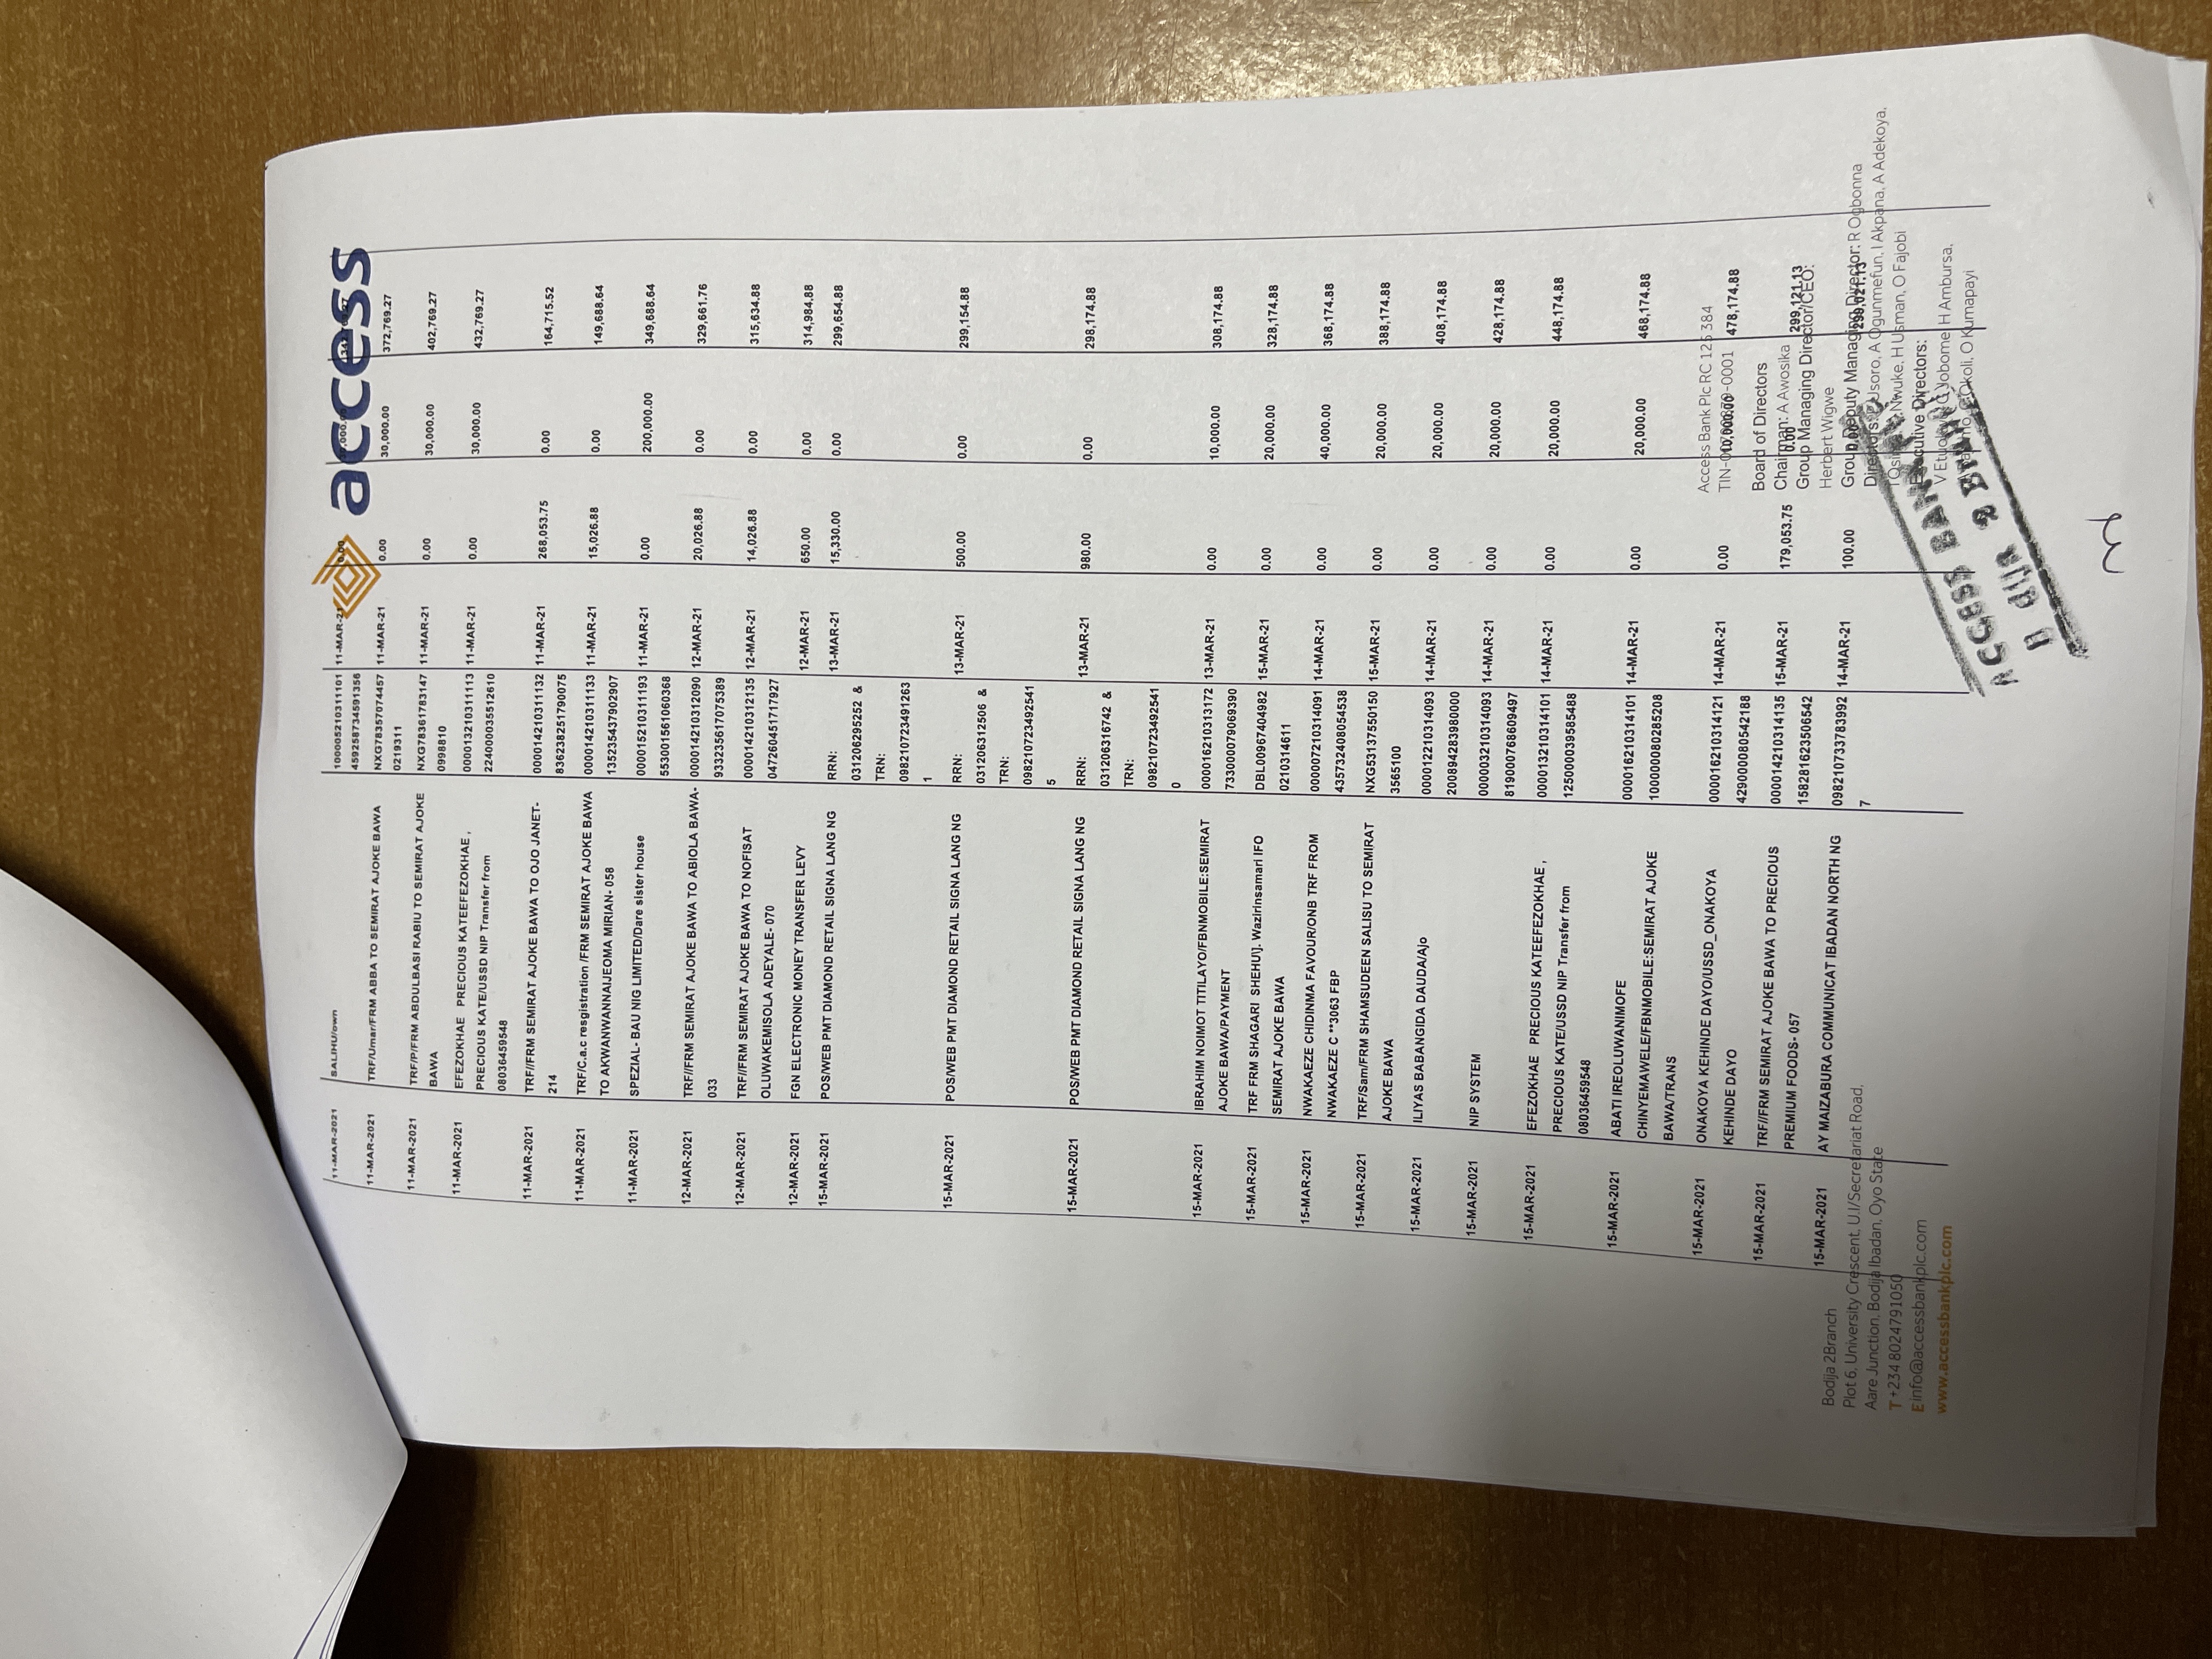 access
11-MAR-2021 SALIHU/own 100005210311101 11-MAR-21 0.00
459258734591356
11-MAR-2021 TRF/Umar/FRM ABBA TO SEMIRAT AJOKE BAWA NXG78357074457 11-MAR-21 0.00 30,000.00 372,769.27
0219311
11-MAR-2021 TRF/P/FRM ABDULBASI RABIU TO SEMIRAT AJOKE NXG78361783147 11-MAR-21 0.00 30,000.00 402,769.27
BAWA 0998810
11-MAR-2021 EFEZOKHAE PRECIOUS KATEEFEZOKHAE , 000013210311113 11-MAR-21 0.00 30,000.00 432,769.27
PRECIOUS KATE/USSD NIP Transfer from 224000035512610
08036459548
11-MAR-2021 TRF//FRM SEMIRAT AJOKE BAWA TO OJO JANET- 000014210311132 11-MAR-21 268,053.75 0.00 164,715.52
214 836238251790075
11-MAR-2021 TRF/C.a.c resgistration /FRM SEMIRAT AJOKE BAWA 000014210311133 11-MAR-21 15,026.88 0.00 149,688.64
TO AKWANWANNAIJEOMA MIRIAN- 058 135235437902907
11-MAR-2021 SPEZIAL- BAU NIG LIMITED/Dare sister house 000015210311193 11-MAR-21 0.00 200,000.00 349,688.64
553001561060368
12-MAR-2021 TRF//FRM SEMIRAT AJOKE BAWA TO ABIOLA BAWA- 000014210312090 12-MAR-21 20,026.88 0.00 329,661.76
033 933235617075389
12-MAR-2021 TRF//FRM SEMIRAT AJOKE BAWA TO NOFISAT 000014210312135 12-MAR-21 14,026.88 0.00 315,634.88
OLUWAKEMISOLA ADEYALE- 070 047260451717927
12-MAR-2021 FGN ELECTRONIC MONEY TRANSFER LEVY 12-MAR-21 650.00 0.00 314,984.88
15-MAR-2021 POS/WEB PMT DIAMOND RETAIL SIGNA LANG NG RRN: 13-MAR-21 15,330.00 0.00 299,654.88
031206295252 &
TRN:
098210723491263
1
15-MAR-2021 POS/WEB PMT DIAMOND RETAIL SIGNA LANG NG RRN: 13-MAR-21 500.00 0.00 299,154.88
031206312506 &
TRN:
098210723492541
5
15-MAR-2021 POS/WEB PMT DIAMOND RETAIL SIGNA LANG NG RRN: 13-MAR-21 980.00 0.00 298,174.88
031206316742 &
TRN:
098210723492541
0
15-MAR-2021 IBRAHIM NOIMOT TITILAYO/FBNMOBILE:SEMIRAT 000016210313172 13-MAR-21 0.00 10,000.00 308,174.88
AJOKE BAWA/PAYMENT 733000079069390
15-MAR-2021 TRF FRM SHAGARI SHEHU\]. Wazirinsamari IFO DBL00967404982 15-MAR-21 0.00 20,000.00 328,174.88
SEMIRAT AJOKE BAWA 0210314611
15-MAR-2021 NWAKAEZE CHIDINMA FAVOUR/ONB TRF FROM 000007210314091 14-MAR-21 0.00 40,000.00 368,174.88
NWAKAEZE C **3063 FBP 435732408054538
15-MAR-2021 TRF/Sam/FRM SHAMSUDEEN SALISU TO SEMIRAT NXG53137550150 15-MAR-21 0.00 20,000.00 388,174.88
AJOKE BAWA 3565100
15-MAR-2021 ILIYAS BABANGIDA DAUDA/Ajo 000012210314093 14-MAR-21 0.00 20,000.00 408,174.88
200894283980000
15-MAR-2021 NIP SYSTEM 000003210314093 14-MAR-21 0.00 20,000.00 428,174.88
819000768609497
15-MAR-2021 EFEZOKHAE PRECIOUS KATEEFEZOKHAE , 000013210314101 14-MAR-21 0.00 20,000.00 448,174.88
PRECIOUS KATE/USSD NIP Transfer from 125000039585488
08036459548
15-MAR-2021 ABATI IREOLUWANIMOFE 000016210314101 14-MAR-21 0.00 20,000.00 468,174.88
CHINYEMAWELE/FBNMOBILE:SEMIRAT AJOKE 100000080285208
BAWA/TRANS
15-MAR-2021 ONAKOYA KEHINDE DAYO/USSD_ONAKOYA 000016210314121 14-MAR-21 0.00 10,000.00 478,174.88
KEHINDE DAYO 429000080542188
15-MAR-2021 TRF//FRM SEMIRAT AJOKE BAWA TO PRECIOUS 000014210314135 15-MAR-21 179,053.75 0.00 299,121.13
PREMIUM FOODS- 057 158281623506542
15-MAR-2021 AY MAIZABURA COMMUNICAT IBADAN NORTH NG 098210733783992 14-MAR-21 100.00 0.00 299,021.13
7
Bodija 2Branch
Plot 6, University Crescent, U.I/Secretariat Road,
Aare Junction, Bodija Ibadan, Oyo State
T +234 8024791050
E info@accessbankplc.com
www.accessbankplc.com
Access Bank Plc RC 125 384
Board of Directors
Chairman: A Awosika
Group Managing Director/CEO:
Herbert Wigwe
Group Deputy Managing Director: R Ogbonna
Directors: Usoro, A Ogunmefun, I Akpana, A Adekoya,
Nwuke, H Usman, O Fajobi
Executive Directors:
V Jobome, H Ambursa,
C Okoli, O Kumapayi
ACCESS BANK PLC
2 Branch